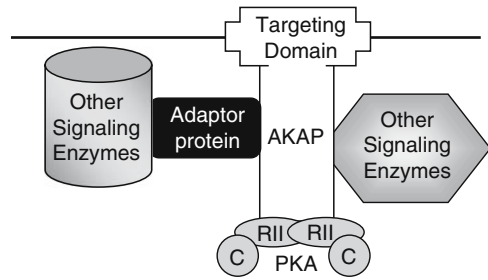 Targeting
Domain
Other
Signaling
Enzymes
Adaptor
protein
AKAP
Other
Signaling
Enzymes
RII RII
C C
PKA